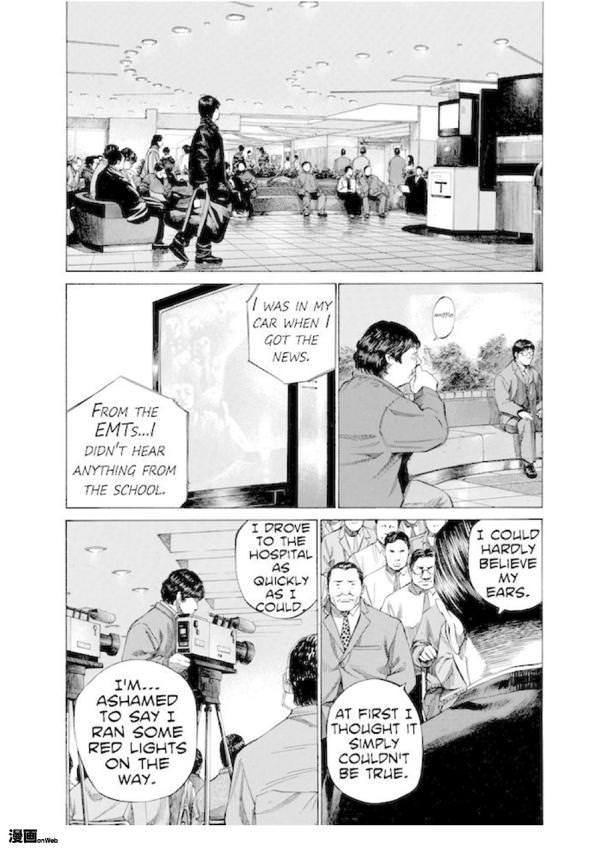 I WAS IN MY
CAR WHEN I
GOT THE
NEWS.
FROM THE
EMTS...I
DIDN'T HEAR
ANYTHING FROM
THE SCHOOL.
I COULD
HARDLY
BELIEVE
MY
EARS.
AT FIRST I
THOUGHT IT
SIMPLY
COULDN'T
BE TRUE.
I DROVE
TO THE
HOSPITAL
AS
QUICKLY
AS I
COULD.
I'M...
ASHAMED
TO SAY I
RAN SOME
RED LIGHTS
ON THE
WAY.
漫画onWeb